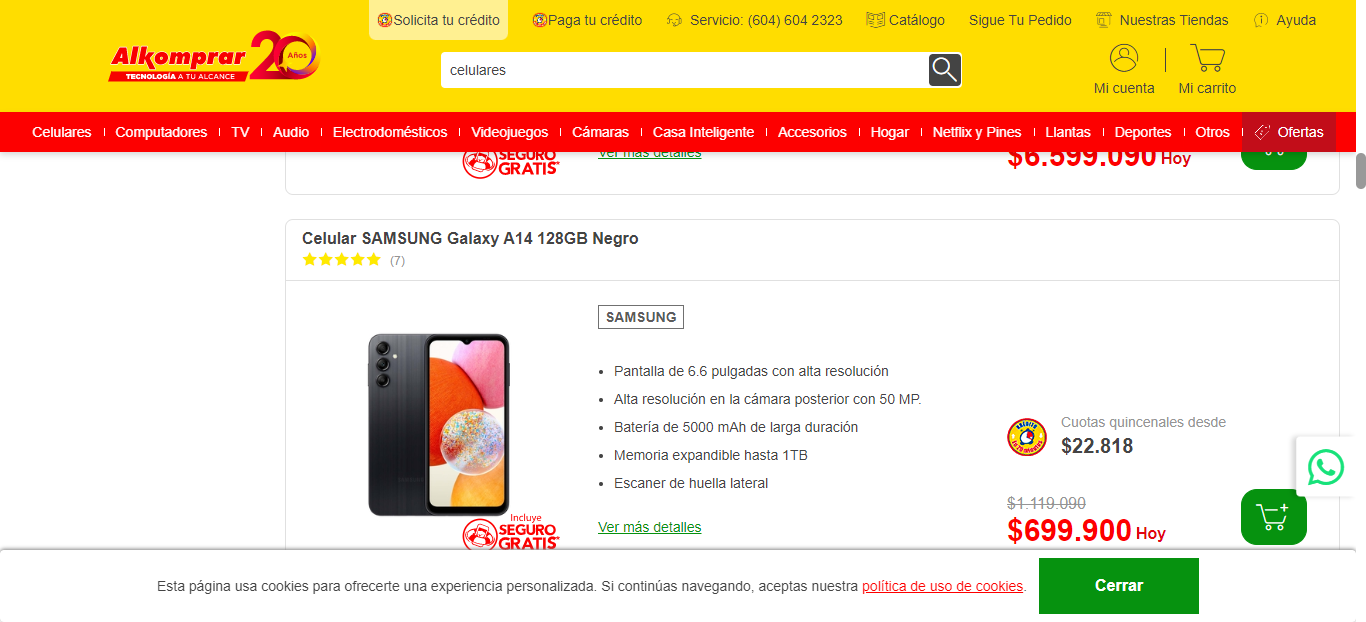 Solicita tu crédito
Paga tu crédito
Servicio: (604) 604 2323
Catálogo
Sigue Tu Pedido
Nuestras Tiendas
Ayuda
Alkomprar 20 Años
TECNOLOGÍA A TU ALCANCE
celulares
Mi cuenta
Mi carrito
Celulares
Computadores
TV
Audio
Electrodomésticos
Videojuegos
Cámaras
Casa Inteligente
Accesorios
Hogar
Netflix y Pines
Llantas
Deportes
Otros
Ofertas
SEGURO
GRATIS*
Ver más detalles
$6.599.090 Hoy
Celular SAMSUNG Galaxy A14 128GB Negro
(7)
SAMSUNG
Pantalla de 6.6 pulgadas con alta resolución
Alta resolución en la cámara posterior con 50 MP.
Batería de 5000 mAh de larga duración
Memoria expandible hasta 1TB
Escaner de huella lateral
Incluye
SEGURO
GRATIS*
Ver más detalles
Cuotas quincenales desde
$22.818
$1.119.090
$699.900 Hoy
Esta página usa cookies para ofrecerte una experiencia personalizada. Si continúas navegando, aceptas nuestra política de uso de cookies.
Cerrar